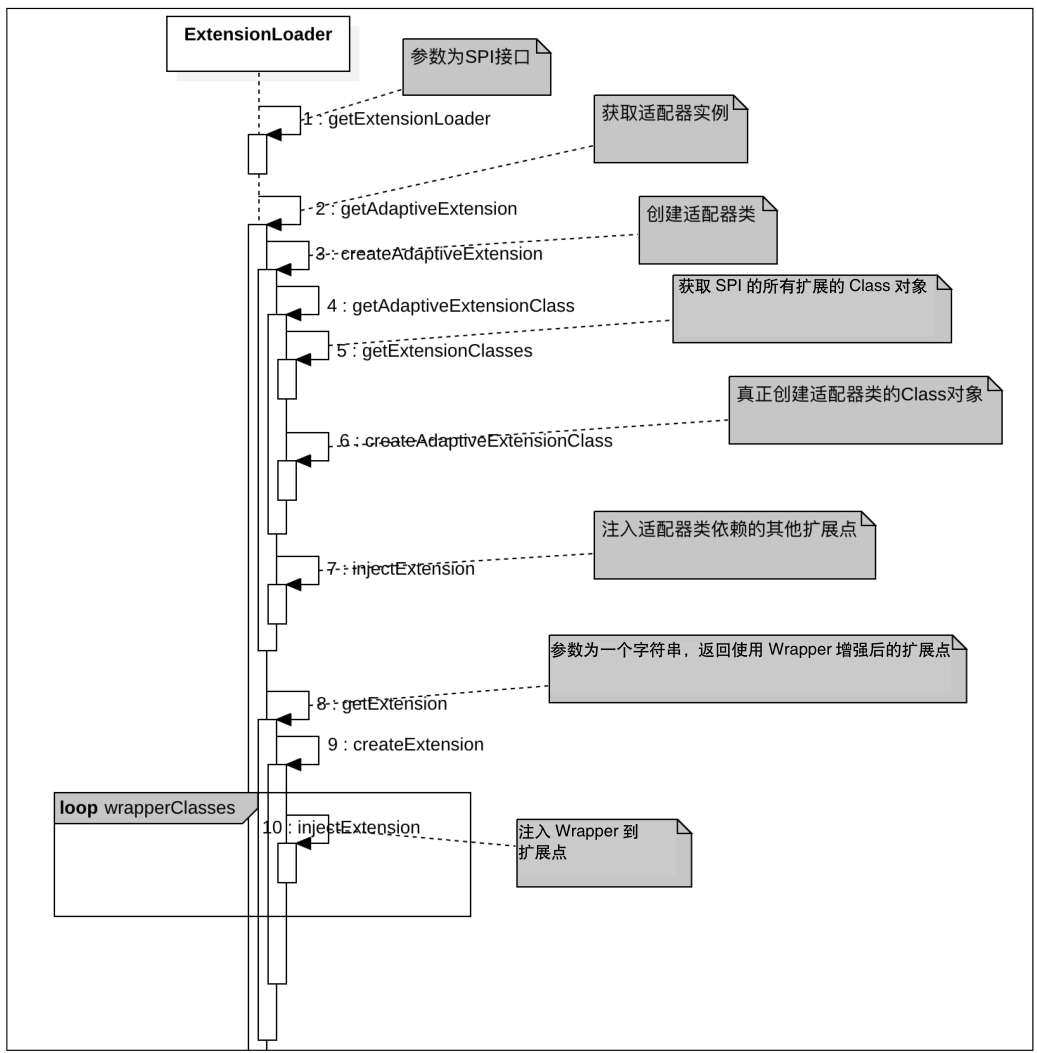 ExtensionLoader
参数为SPI接口
1 : getExtensionLoader
获取适配器实例
2 : getAdaptiveExtension
创建适配器类
3 : createAdaptiveExtension
获取 SPI 的所有扩展的 Class 对象
4 : getAdaptiveExtensionClass
5 : getExtensionClasses
真正创建适配器类的Class对象
6 : createAdaptiveExtensionClass
注入适配器类依赖的其他扩展点
7 : injectExtension
参数为一个字符串，返回使用 Wrapper 增强后的扩展点
8 : getExtension
9 : createExtension
loop wrapperClasses
10 : injectExtension
注入 Wrapper 到
扩展点